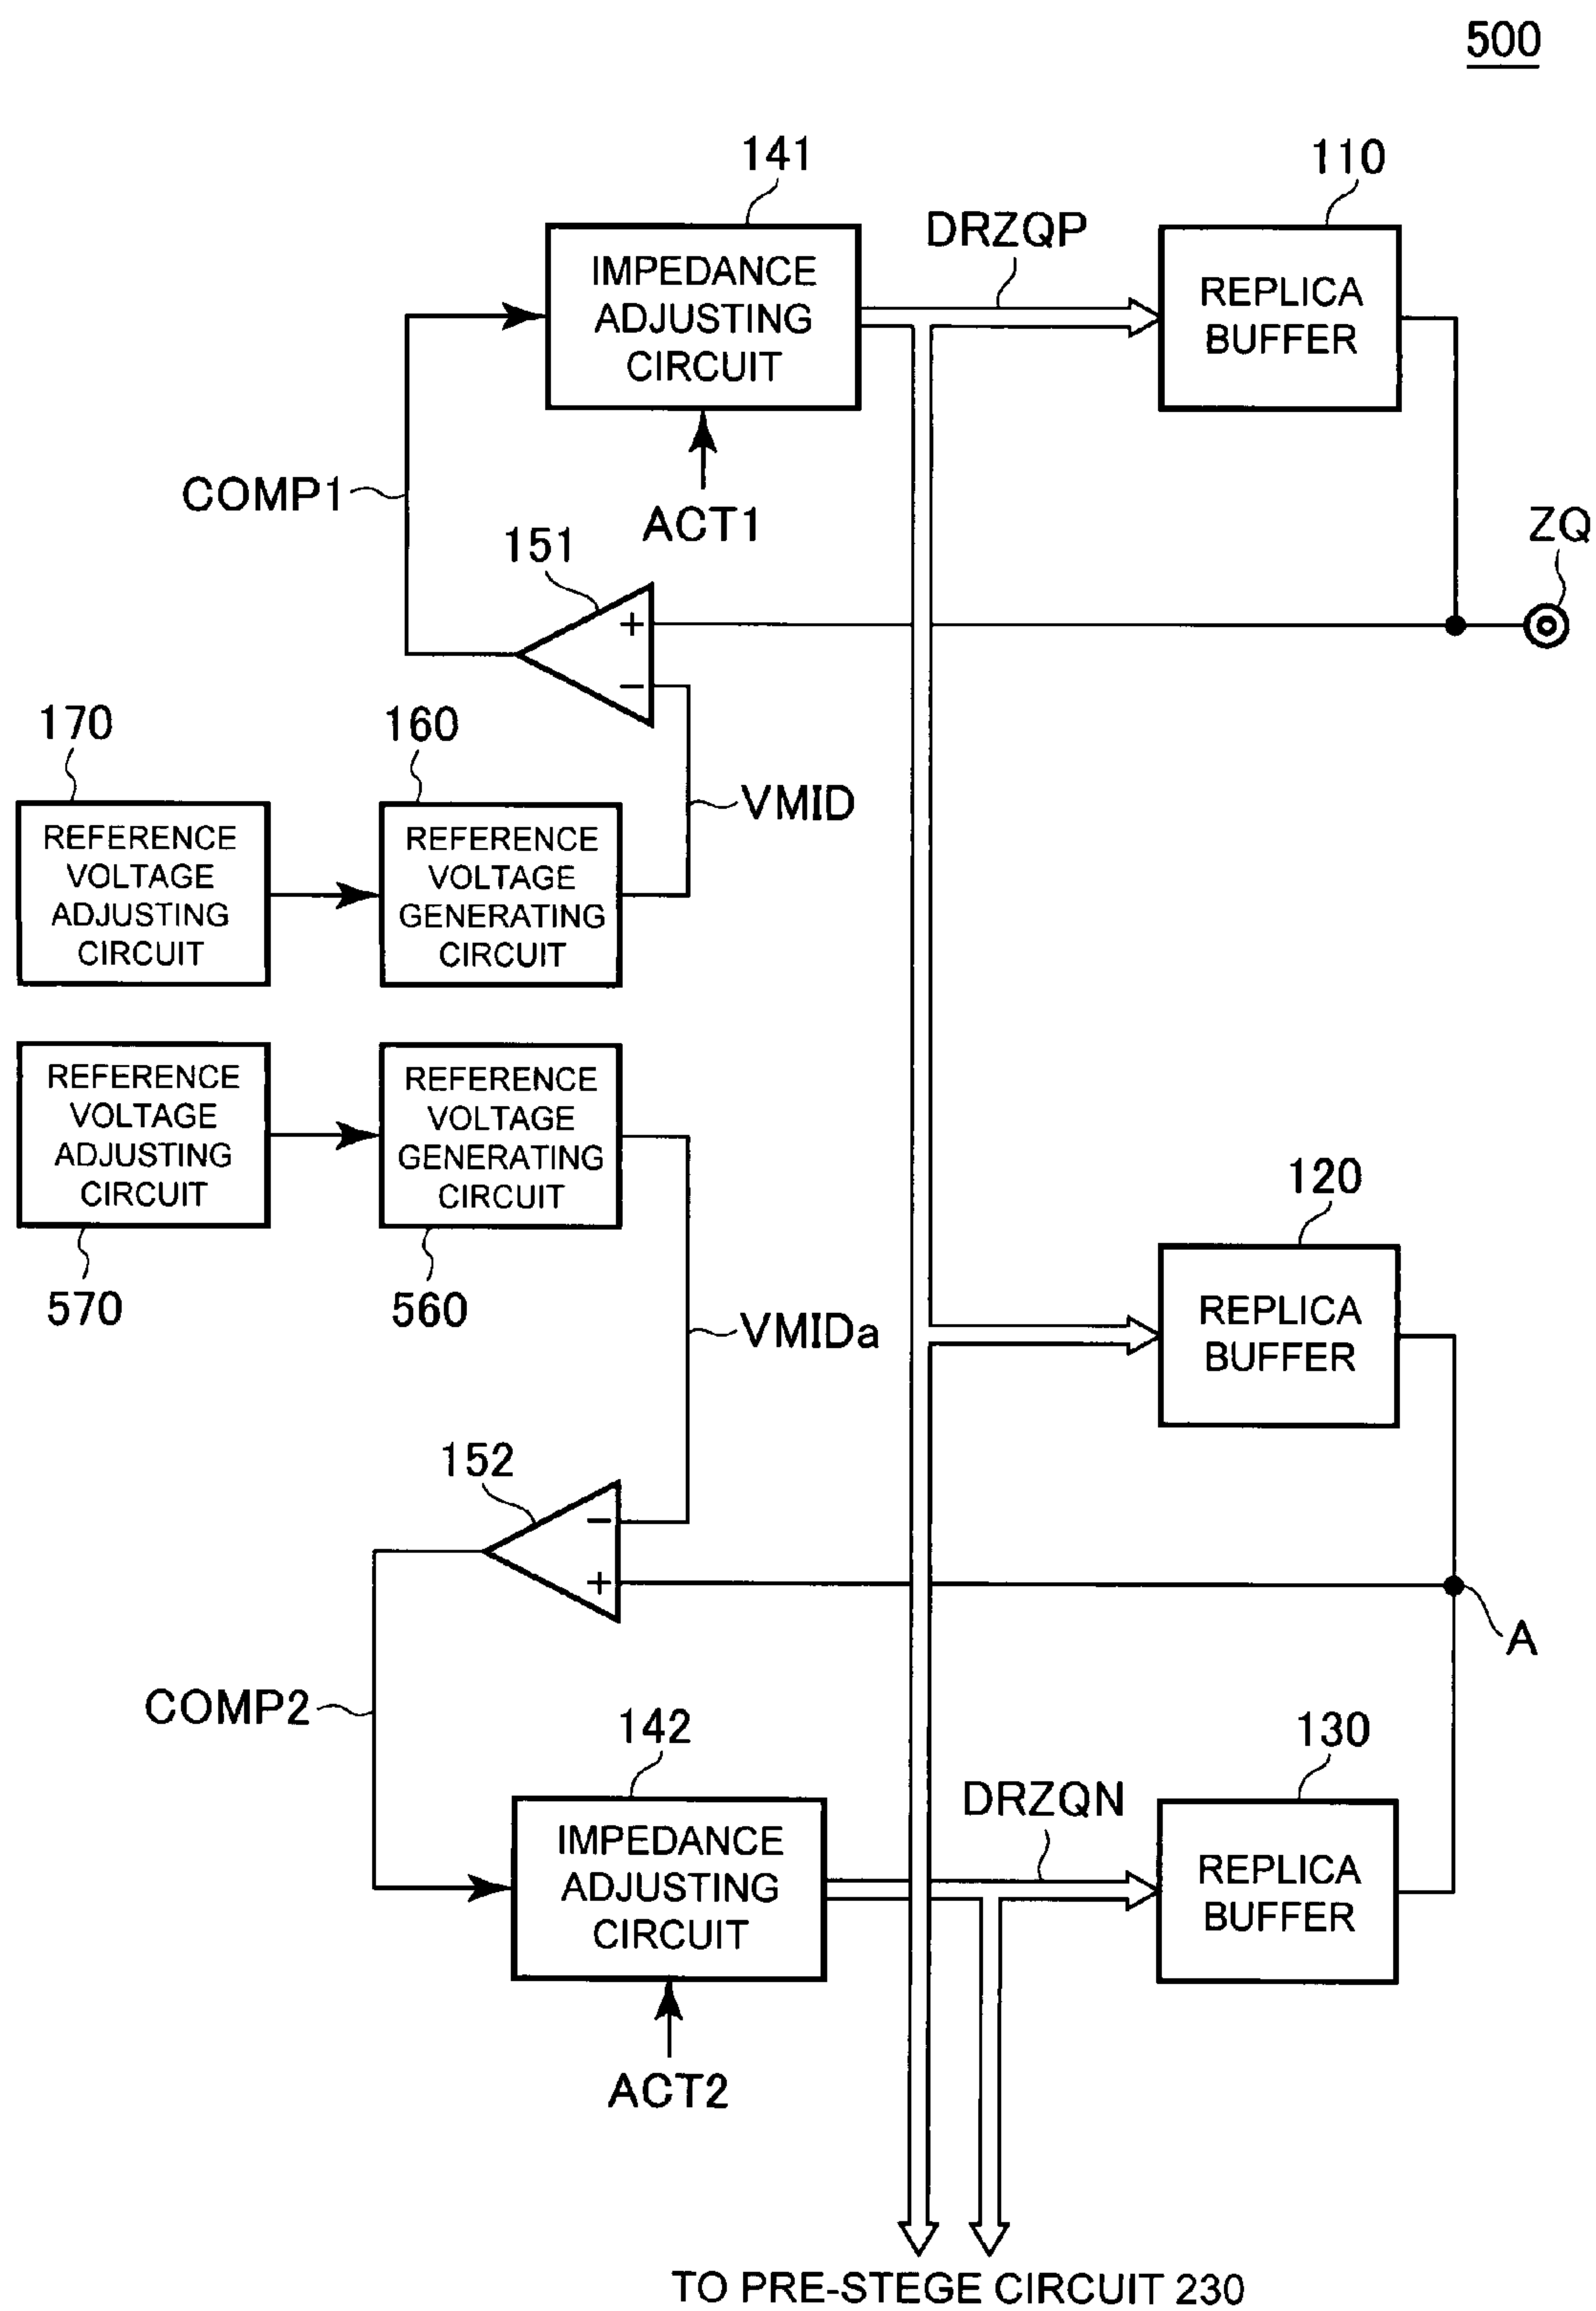 500
141
110
DRZQP
IMPEDANCE
ADJUSTING
CIRCUIT
REPLICA
BUFFER
COMP1
ACT1
ZQ
151
+
−
170
160
VMID
REFERENCE
VOLTAGE
ADJUSTING
CIRCUIT
REFERENCE
VOLTAGE
GENERATING
CIRCUIT
REFERENCE
VOLTAGE
ADJUSTING
CIRCUIT
REFERENCE
VOLTAGE
GENERATING
CIRCUIT
570
560
VMIDa
120
REPLICA
BUFFER
152
−
+
A
COMP2
142
130
DRZQN
IMPEDANCE
ADJUSTING
CIRCUIT
REPLICA
BUFFER
ACT2
TO PRE-STEGE CIRCUIT 230